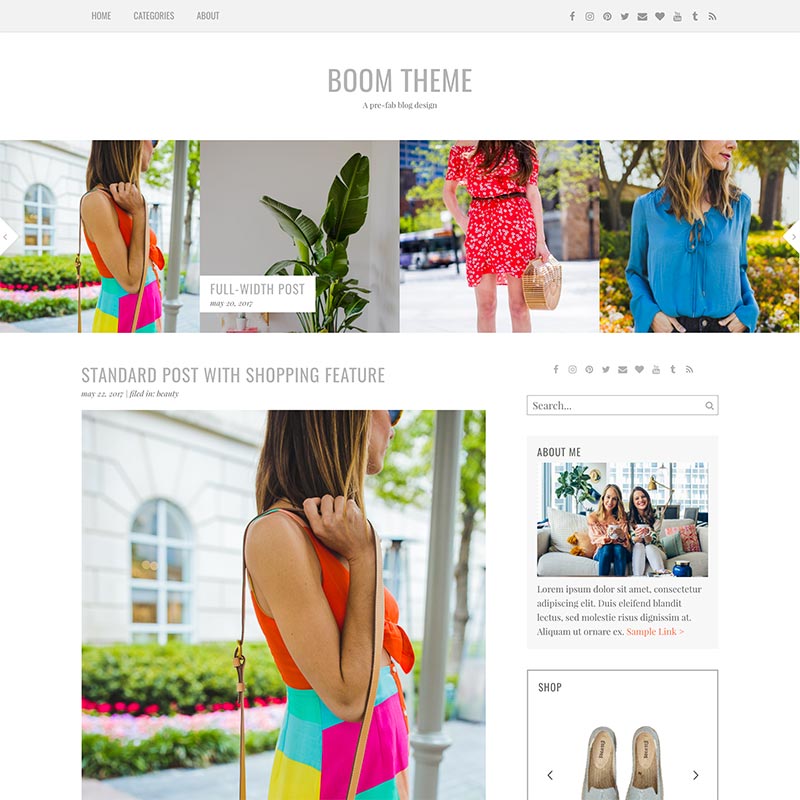 HOME CATEGORIES ABOUT
BOOM THEME
A pre-fab blog design
FULL-WIDTH POST
may 20, 2017
STANDARD POST WITH SHOPPING FEATURE
may 22, 2017 | filed in: beauty
Search...
ABOUT ME
Lorem ipsum dolor sit amet, consectetur
adipiscing elit. Duis eleifend blandit
lectus, sed molestie risus dignissim et.
Aliquam ut ornare ex. Sample Link >
SHOP